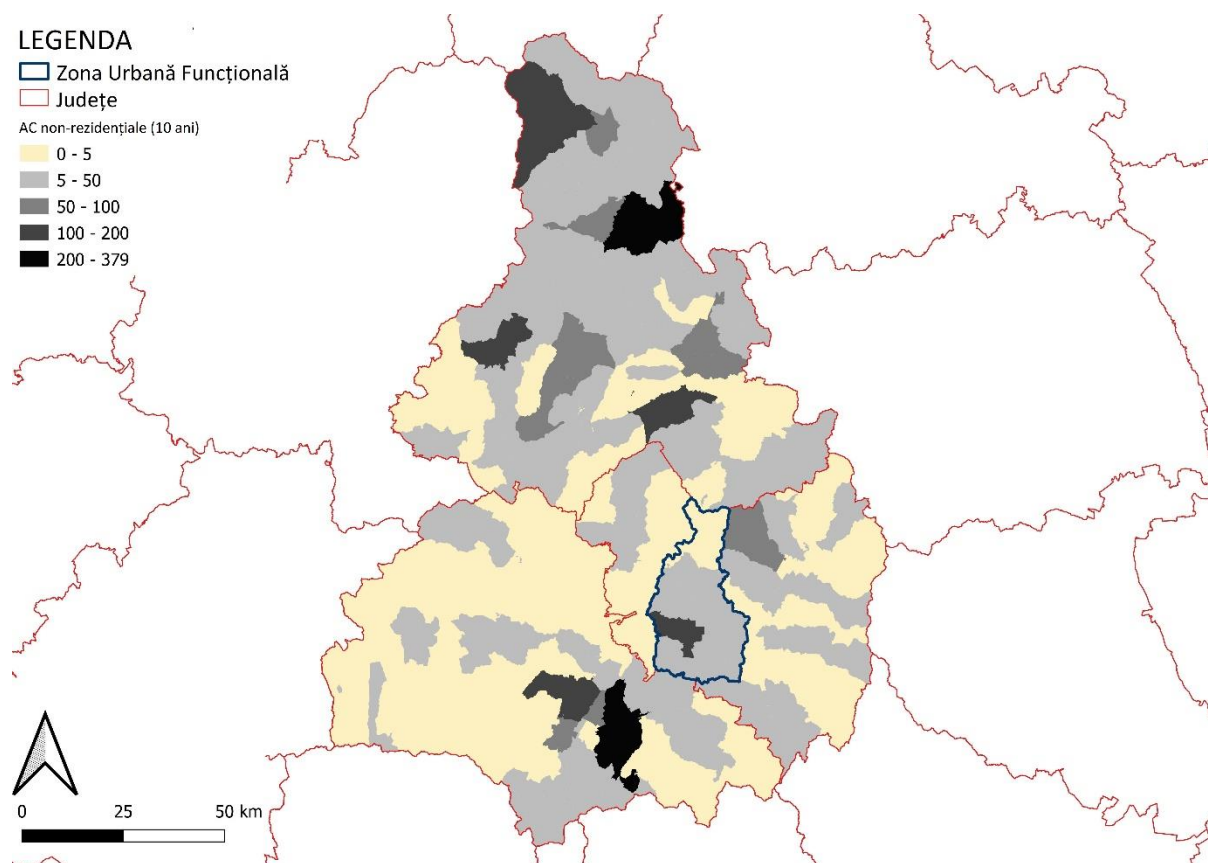 LEGENDA
Zona Urbană Funcțională
Județe
AC non-rezidențiale (10 ani)
0 - 5
5 - 50
50 - 100
100 - 200
200 - 379
0 25 50 km